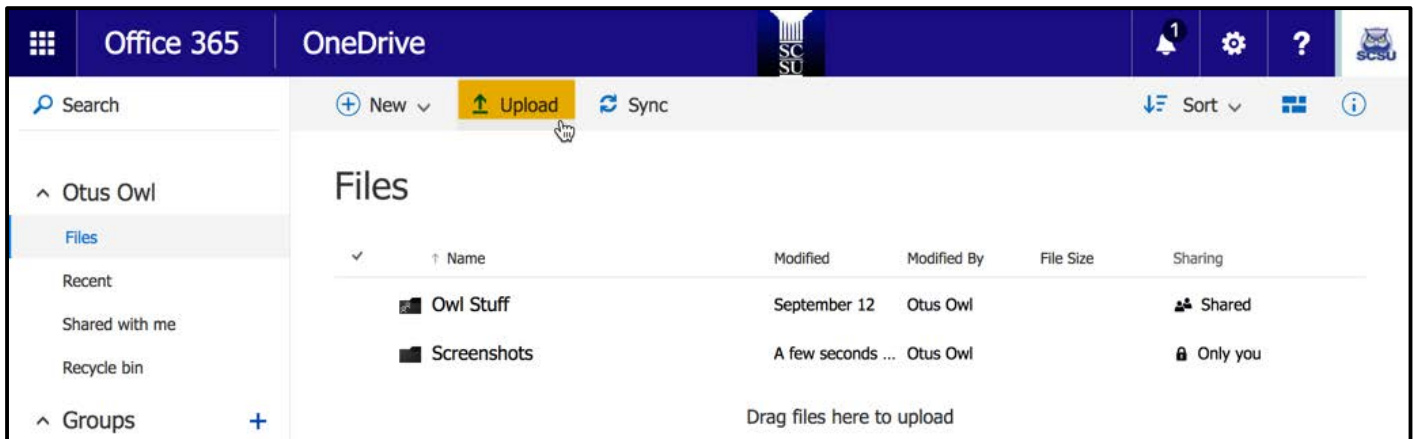 Office 365 OneDrive SC SU 1 ? SCSU
Search New Upload Sync Sort
Otus Owl
Files
Recent
Shared with me
Recycle bin
Groups +
Files
Name Modified Modified By File Size Sharing
Owl Stuff September 12 Otus Owl Shared
Screenshots A few seconds ... Otus Owl Only you
Drag files here to upload